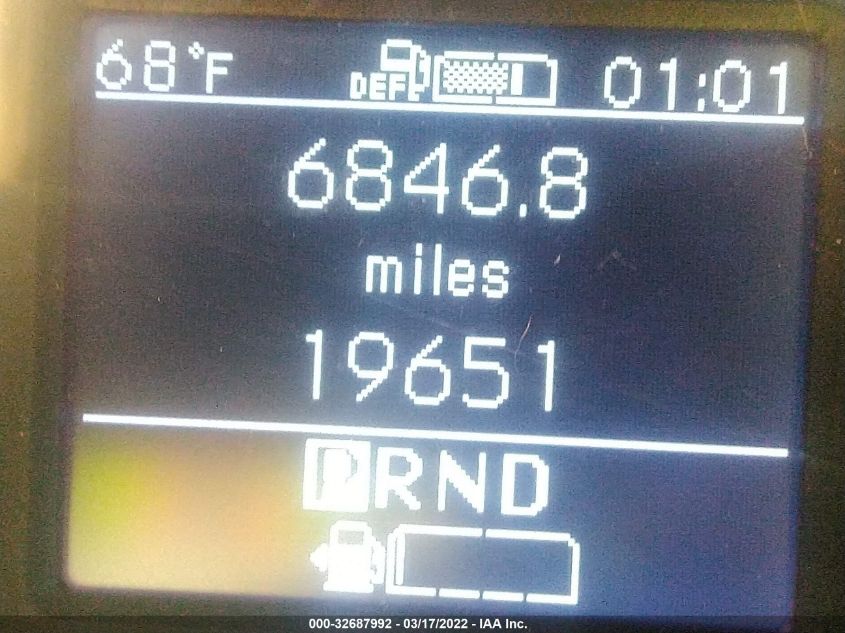 68°F DEF 01:01
6846.8
miles
19651
PRND
000-32687992 - 03/17/2022 - IAA Inc.